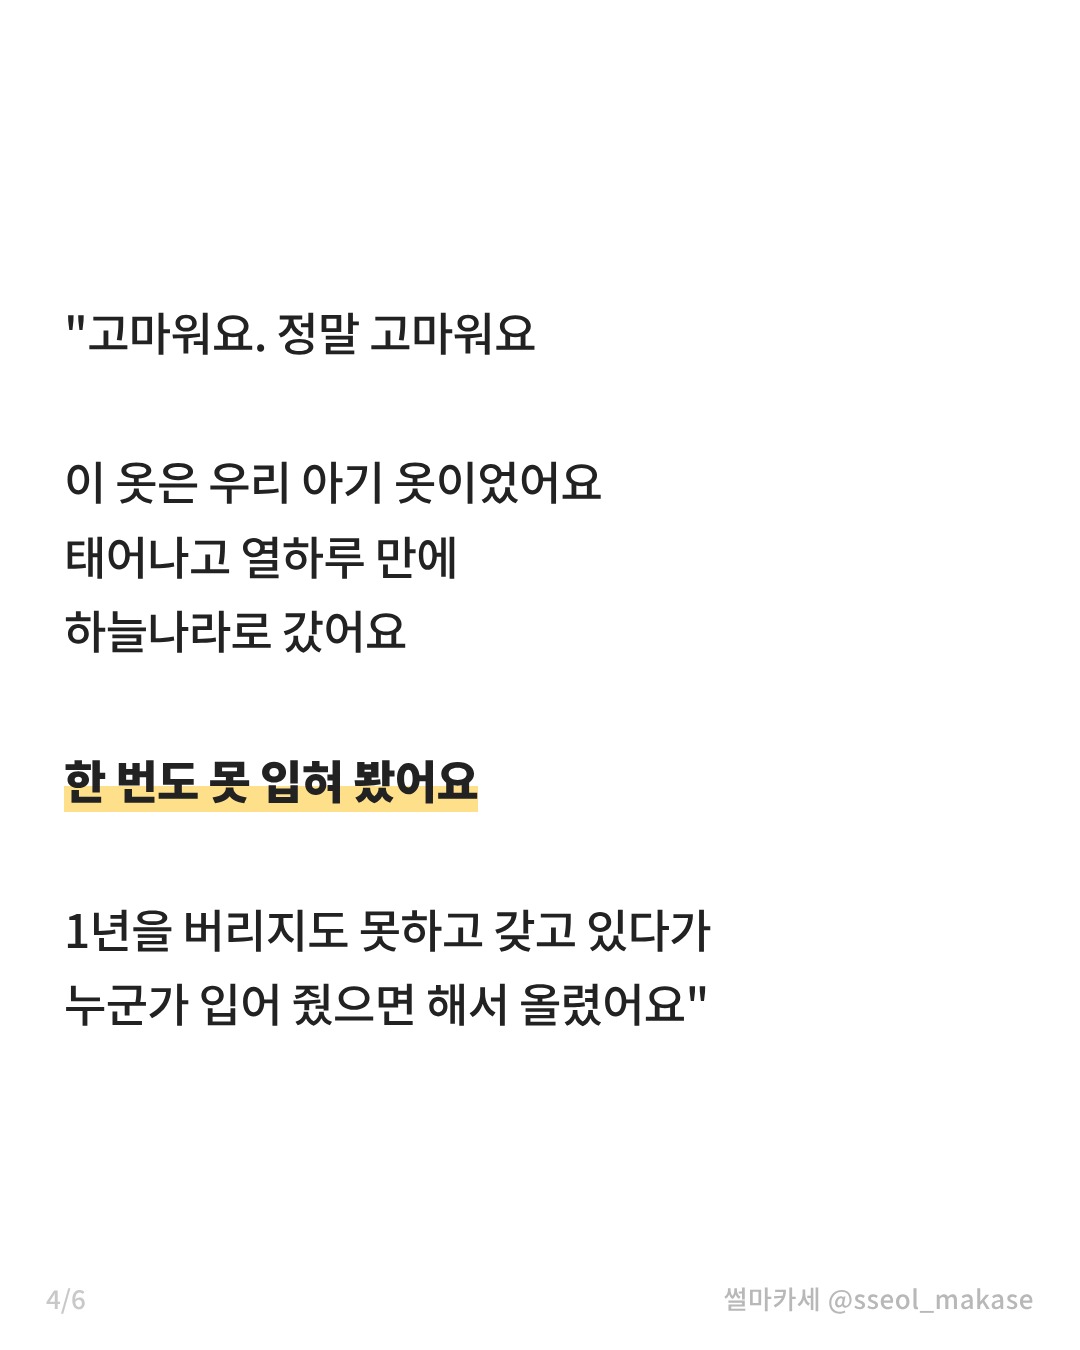 "고마워요. 정말 고마워요
이 옷은 우리 아기 옷이었어요
태어나고 열하루 만에
하늘나라로 갔어요
한 번도 못 입혀 봤어요
1년을 버리지도 못하고 갖고 있다가
누군가 입어 줬으면 해서 올렸어요"
4/6
썰마카세 @sseol_makase